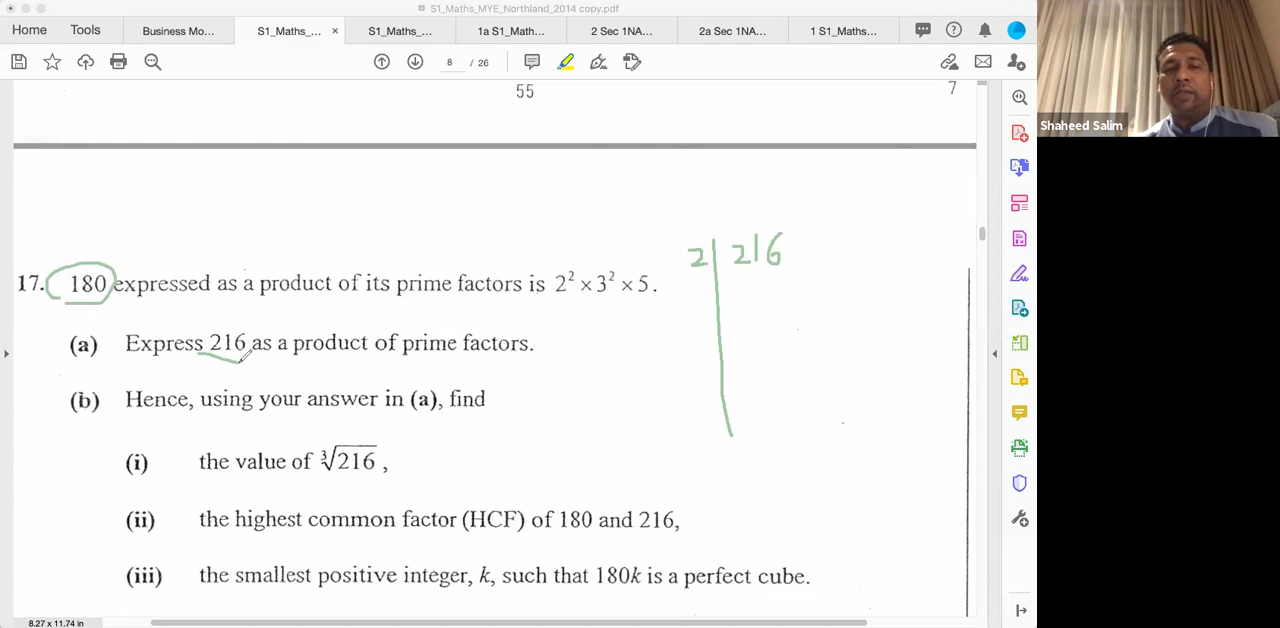 S1_Maths_MYE_Northland_2014 copy.pdf
Home Tools Business Mo... S1_Maths_... × S1_Maths_... 1a S1_Math... 2 Sec 1NA... 2a Sec 1NA... 1 S1_Maths...
8 / 26
Shaheed Salim
55 7
2 | 216
17. 180 expressed as a product of its prime factors is 2² × 3² × 5.
(a) Express 216 as a product of prime factors.
(b) Hence, using your answer in (a), find
(i) the value of ∛216,
(ii) the highest common factor (HCF) of 180 and 216,
(iii) the smallest positive integer, k, such that 180k is a perfect cube.
8.27 x 11.74 in